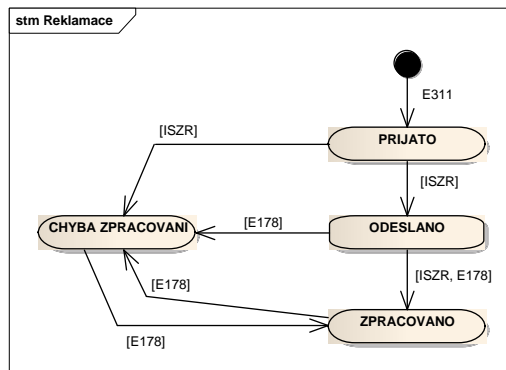 stm Reklamace
E311
[ISZR]
PRIJATO
[ISZR]
CHYBA ZPRACOVANI
[E178]
ODESLANO
[E178]
[ISZR, E178]
ZPRACOVANO
[E178]